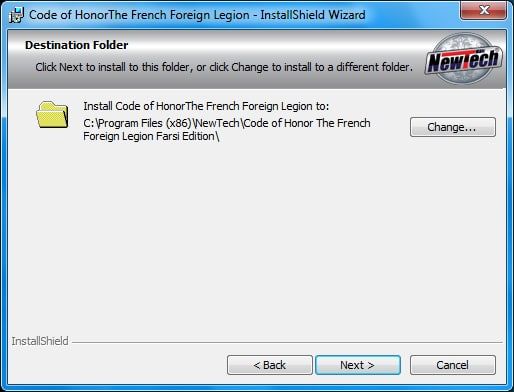 Code of HonorThe French Foreign Legion - InstallShield Wizard
Destination Folder
Click Next to install to this folder, or click Change to install to a different folder.
NewTech
Install Code of HonorThe French Foreign Legion to:
C:\Program Files (x86)\NewTech\Code of Honor The French
Foreign Legion Farsi Edition\
Change...
InstallShield
< Back
Next >
Cancel